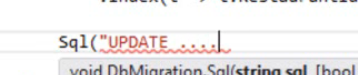 Sql("UPDATE ....
void DbMigration.Sql(string sql, [bool